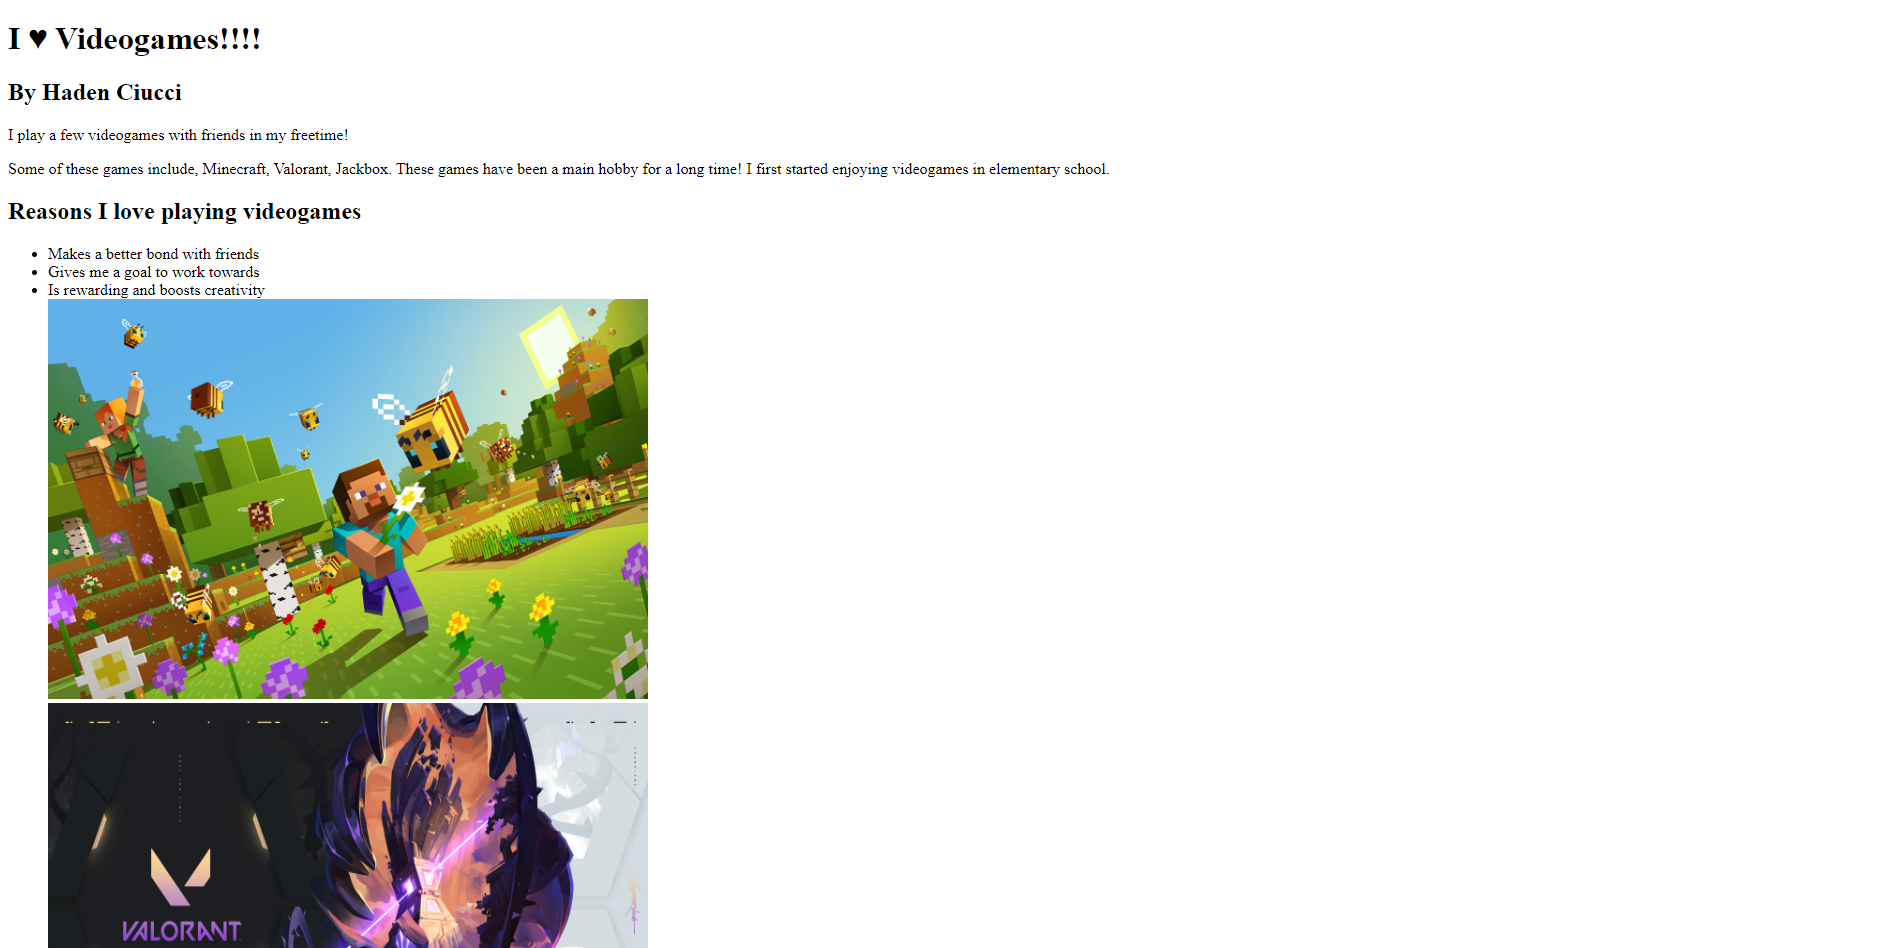 I ♥ Videogames!!!!
By Haden Ciucci
I play a few videogames with friends in my freetime!
Some of these games include, Minecraft, Valorant, Jackbox. These games have been a main hobby for a long time! I first started enjoying videogames in elementary school.
Reasons I love playing videogames
Makes a better bond with friends
Gives me a goal to work towards
Is rewarding and boosts creativity
VALORANT